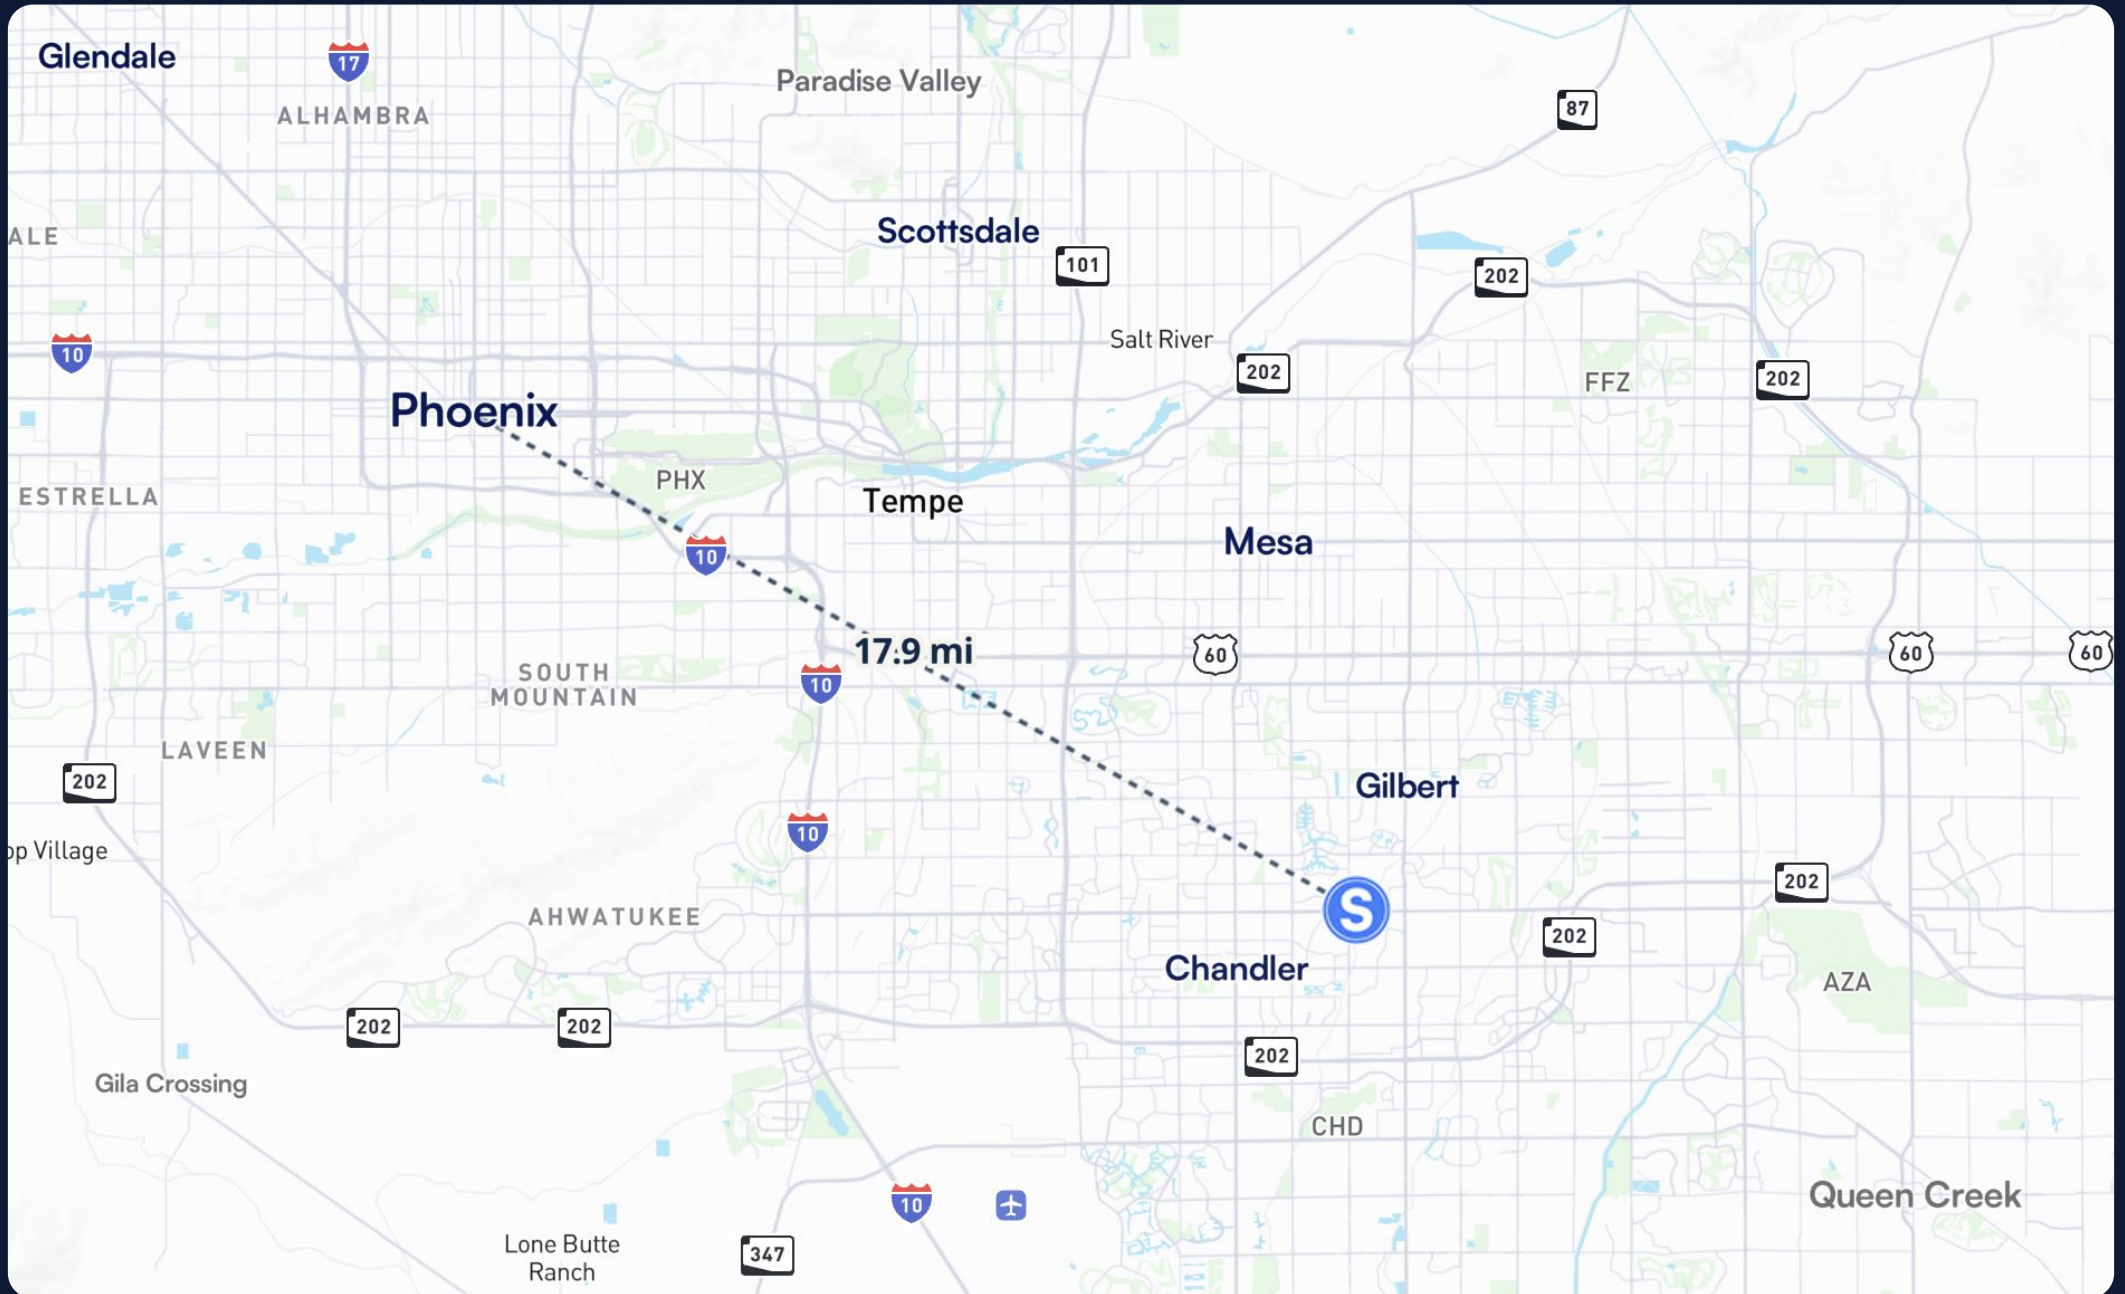 Glendale
17
ALHAMBRA
Paradise Valley
87
ALE
Scottsdale
101
202
Salt River
10
202
FFZ
202
Phoenix
PHX
ESTRELLA
Tempe
10
Mesa
17.9 mi
60
60
60
SOUTH
MOUNTAIN
10
LAVEEN
202
Gilbert
10
op Village
202
S
AHWATUKEE
202
Chandler
AZA
202
202
202
Gila Crossing
CHD
Queen Creek
10
Lone Butte
Ranch
347